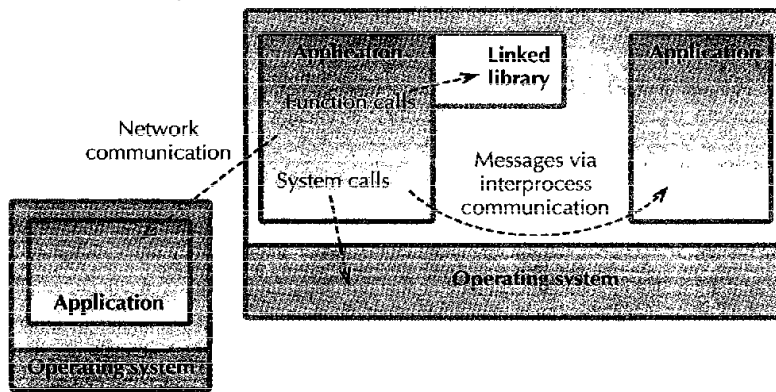 Application
Linked
library
Application
Function calls
Network
communication
System calls
Messages via
interprocess
communication
Application
Operating system
Operating system